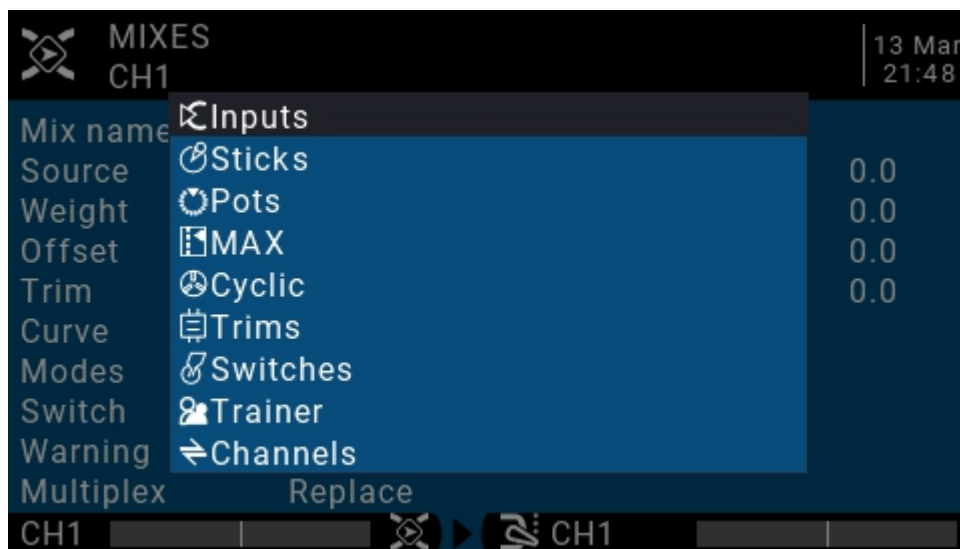 MIXES
CH1
13 Mar
21:48
Mix name
Source 0.0
Weight 0.0
Offset 0.0
Trim 0.0
Curve
Modes
Switch
Warning
Multiplex Replace
Inputs
Sticks
Pots
MAX
Cyclic
Trims
Switches
Trainer
Channels
CH1 CH1